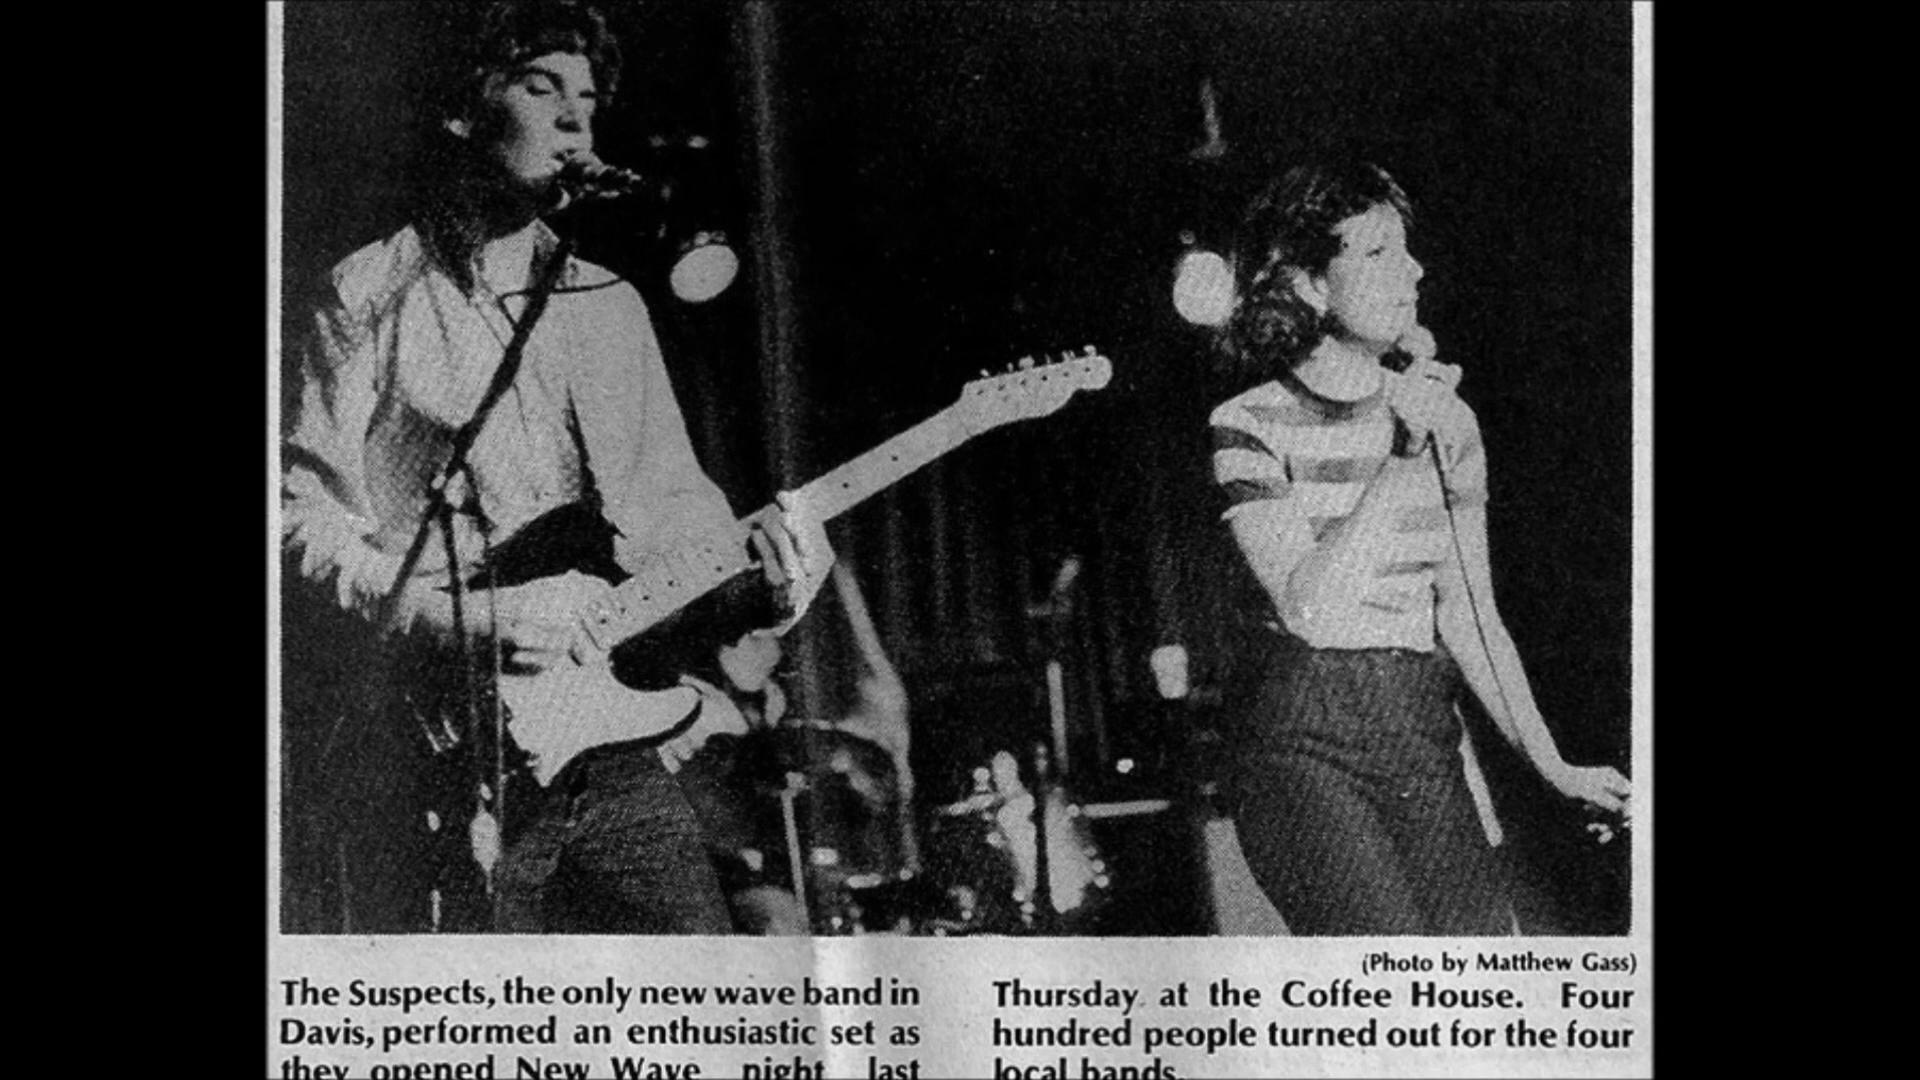 (Photo by Matthew Gass)
The Suspects, the only new wave band in
Davis, performed an enthusiastic set as
they opened New Wave night last
Thursday at the Coffee House. Four
hundred people turned out for the four
local bands.